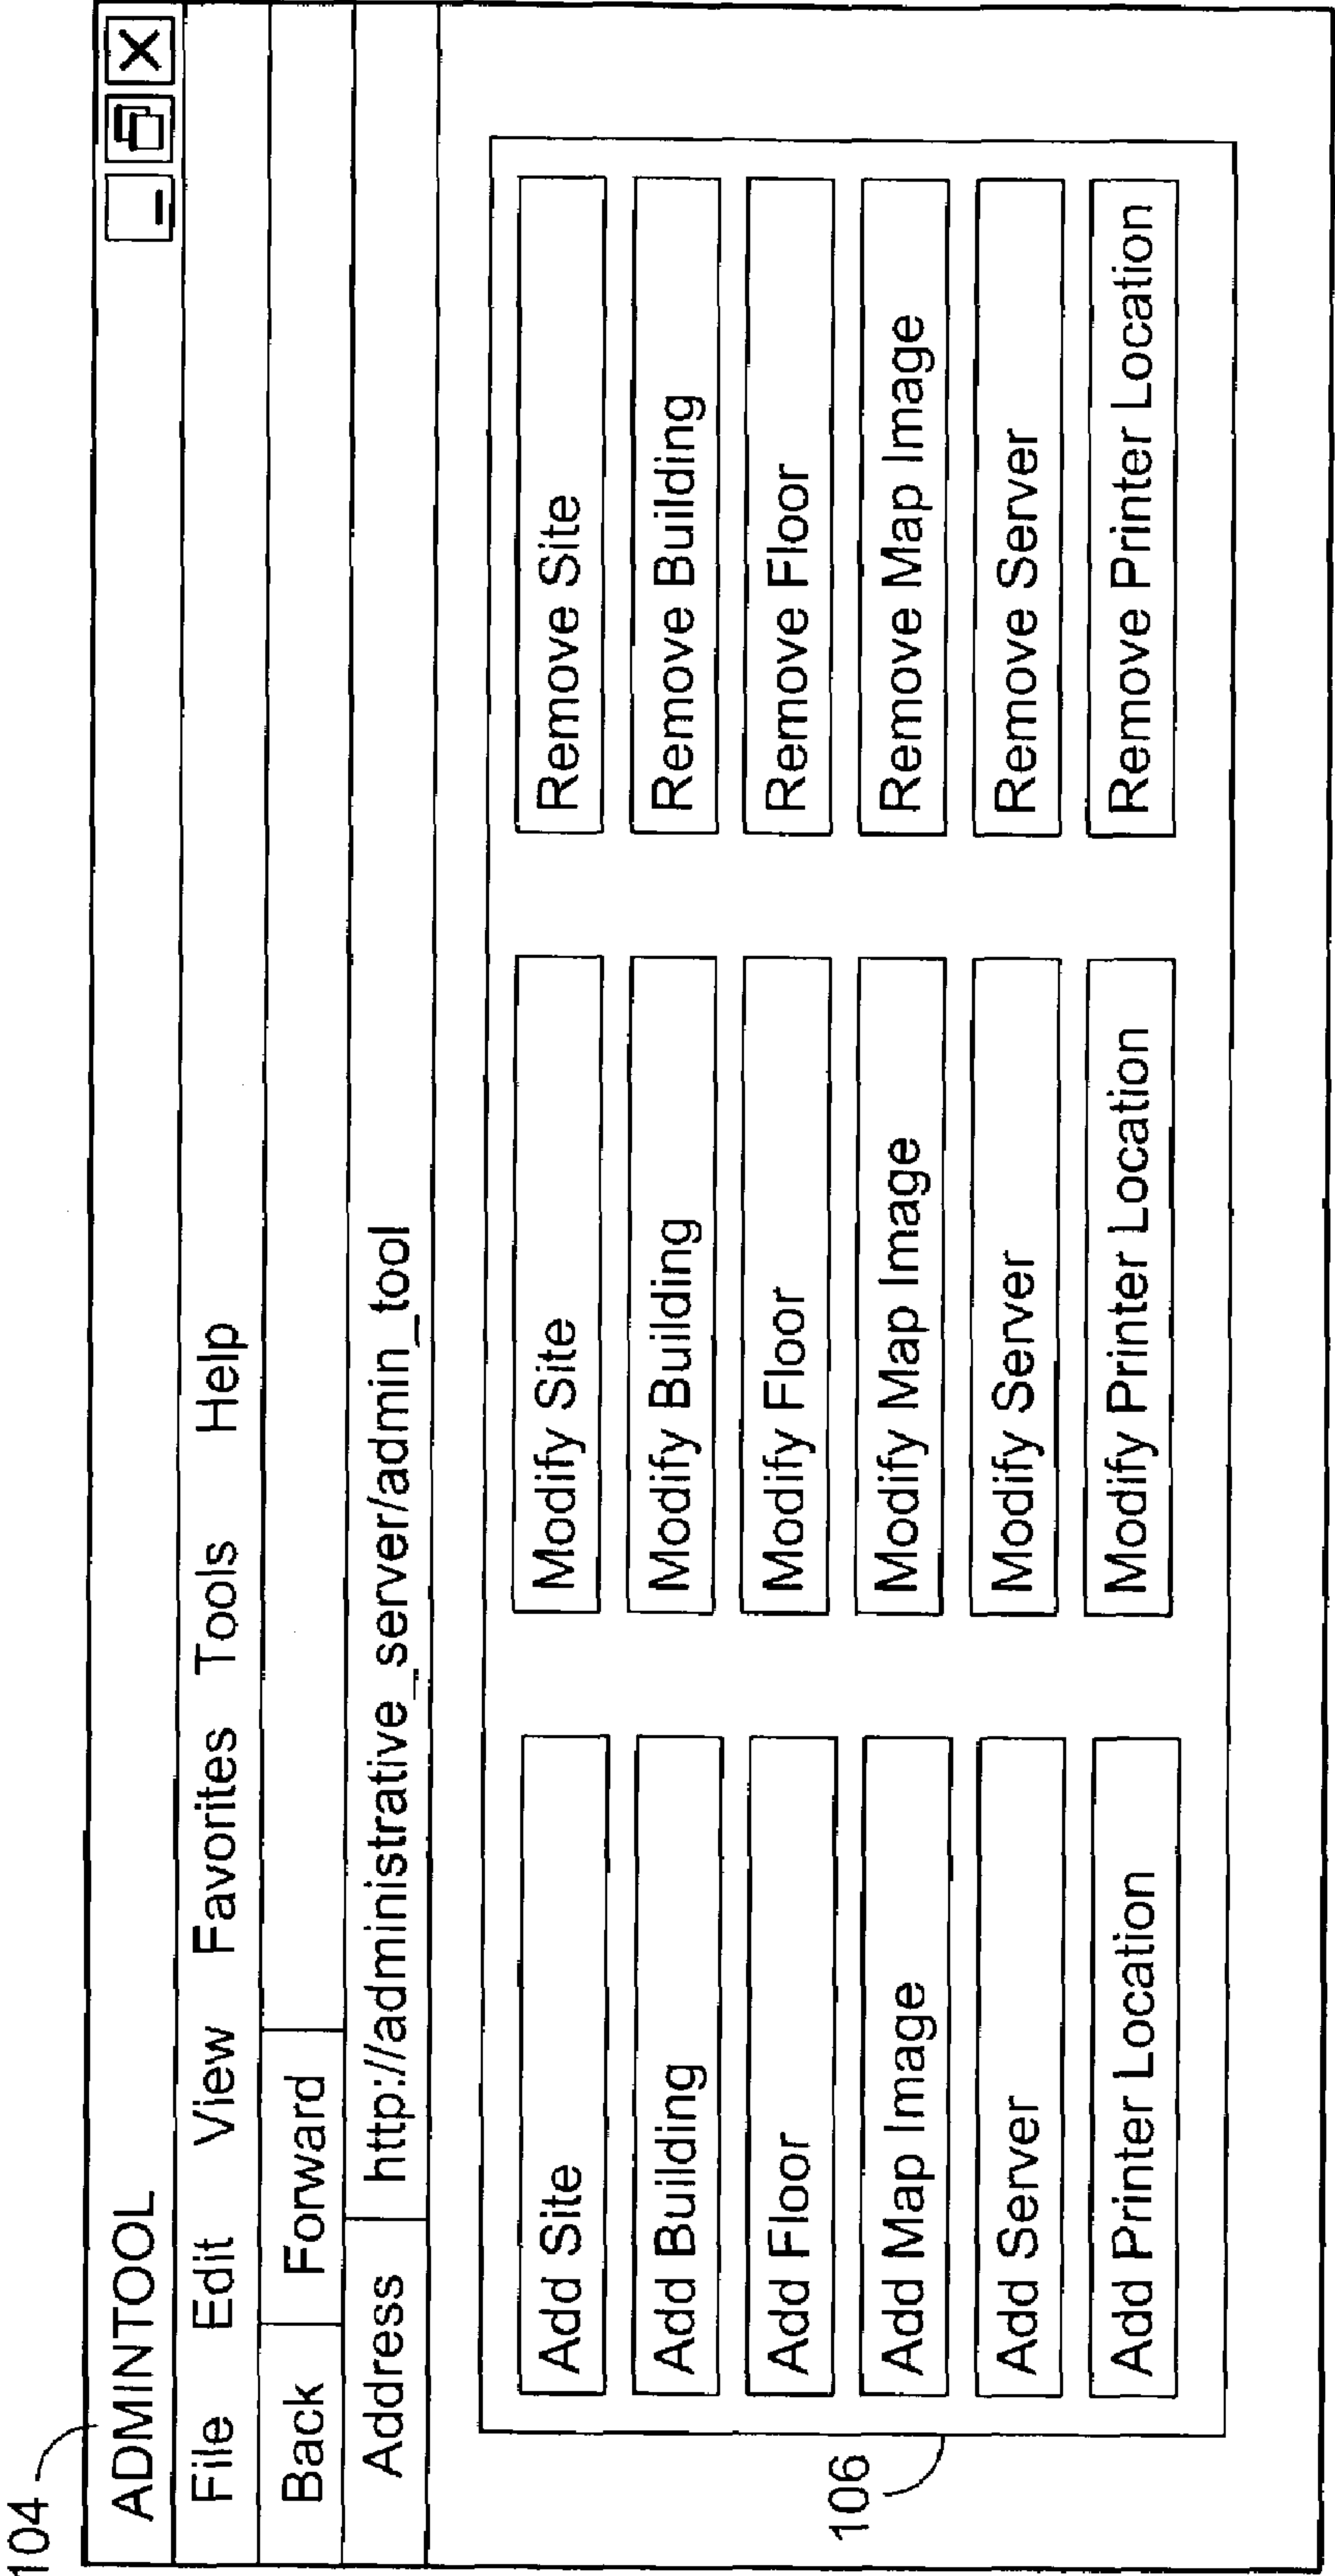 104
ADMINTOOL
File Edit View Favorites Tools Help
Back Forward
Address http://administrative_server/admin_tool
Add Site Modify Site Remove Site
Add Building Modify Building Remove Building
Add Floor Modify Floor Remove Floor
Add Map Image Modify Map Image Remove Map Image
Add Server Modify Server Remove Server
Add Printer Location Modify Printer Location Remove Printer Location
106